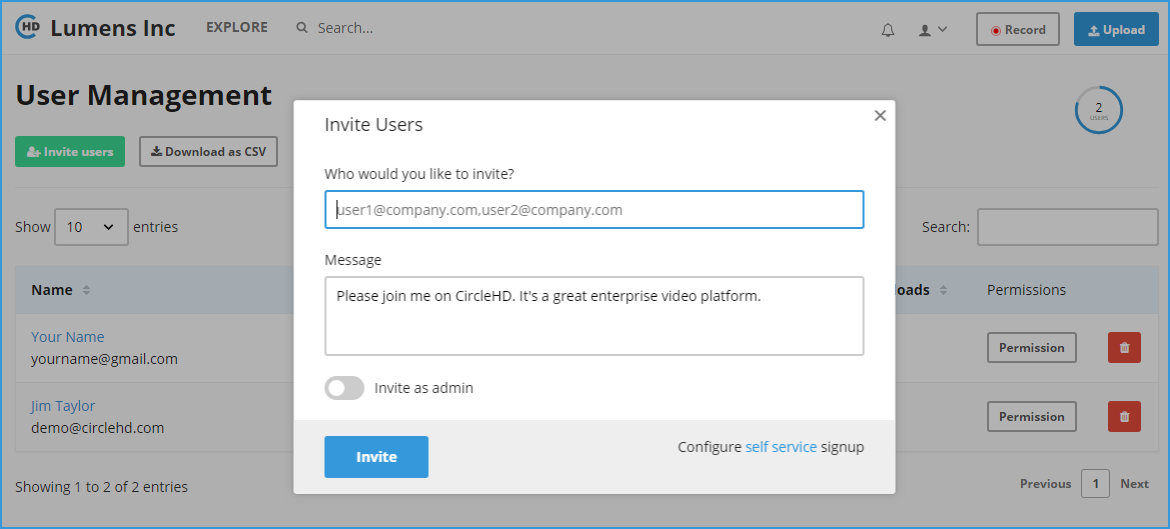 HD Lumens Inc EXPLORE Search... Record Upload
User Management
2
USERS
Invite users Download as CSV
Show 10 entries Search:
Name loads Permissions
Your Name
yourname@gmail.com
Permission
Jim Taylor
demo@circlehd.com
Permission
Showing 1 to 2 of 2 entries
Previous 1 Next
Invite Users ×
Who would you like to invite?
user1@company.com,user2@company.com
Message
Please join me on CircleHD. It's a great enterprise video platform.
Invite as admin
Invite
Configure self service signup